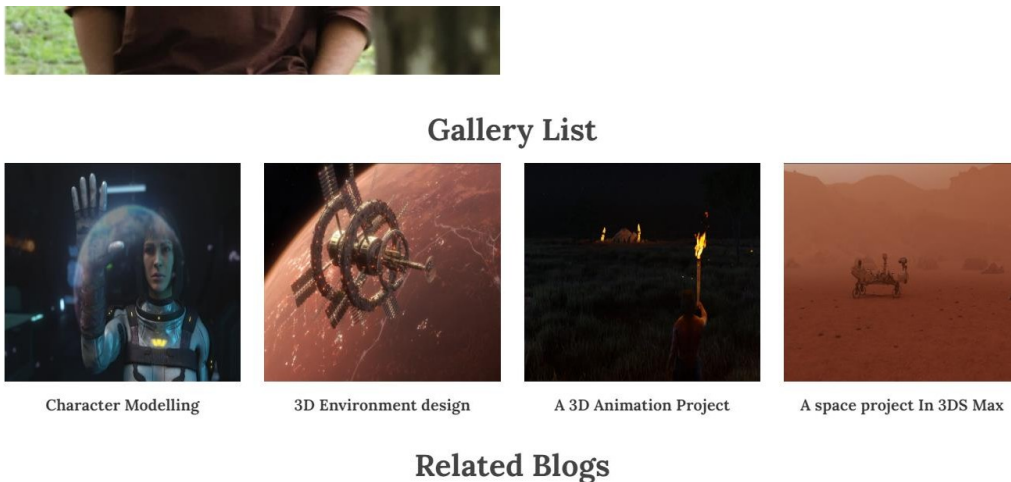 Gallery List
Character Modelling
3D Environment design
A 3D Animation Project
A space project In 3DS Max
Related Blogs